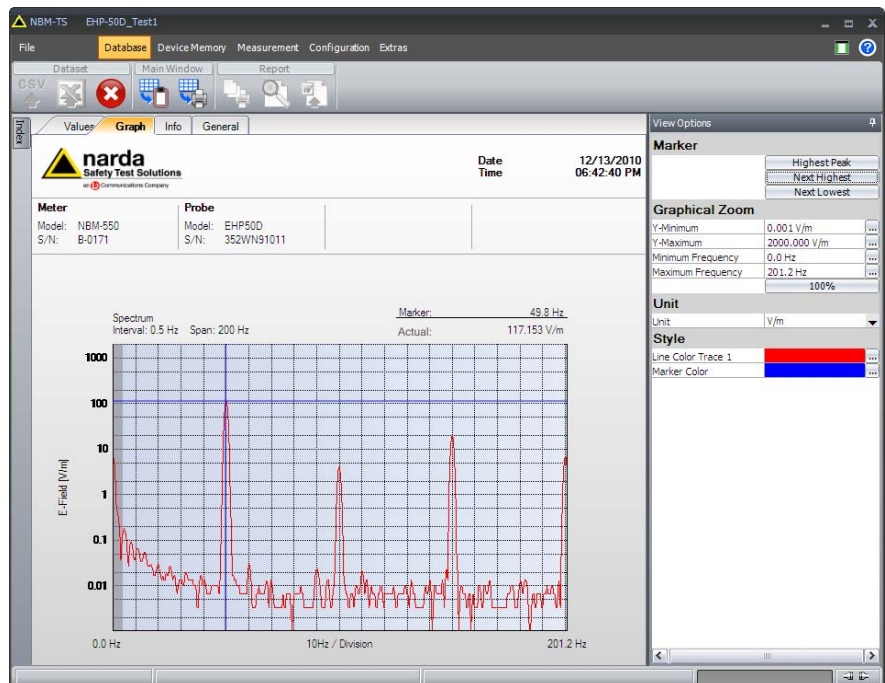 NBM-TS EHP-50D_Test1
File Database Device Memory Measurement Configuration Extras
Dataset Main Window Report
CSV
Index
Values Graph Info General
narda
Safety Test Solutions
an L3 Communications Company
Date 12/13/2010
Time 06:42:40 PM
Meter Probe
Model: NBM-550 Model: EHP50D
S/N: B-0171 S/N: 352WN91011
Spectrum
Interval: 0.5 Hz Span: 200 Hz
Marker: 49.8 Hz
Actual: 117.153 V/m
1000
100
10
1
0.1
0.01
E-Field [V/m]
0.0 Hz 10Hz / Division 201.2 Hz
View Options
Marker
Highest Peak
Next Highest
Next Lowest
Graphical Zoom
Y-Minimum 0.001 V/m ...
Y-Maximum 2000.000 V/m ...
Minimum Frequency 0.0 Hz ...
Maximum Frequency 201.2 Hz ...
100%
Unit
Unit V/m
Style
Line Color Trace 1 ...
Marker Color ...